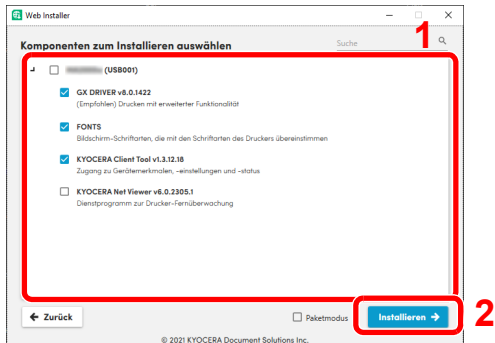 Web Installer
1
Komponenten zum Installieren auswählen
Suche
(USB001)
GX DRIVER v8.0.1422
(Empfohlen) Drucken mit erweiterter Funktionalität
FONTS
Bildschirm-Schriftarten, die mit den Schriftarten des Druckers übereinstimmen
KYOCERA Client Tool v1.3.12.18
Zugang zu Gerätemerkmalen, -einstellungen und -status
KYOCERA Net Viewer v6.0.2305.1
Dienstprogramm zur Drucker-Fernüberwachung
← Zurück
Paketmodus
Installieren →
2
© 2021 KYOCERA Document Solutions Inc.